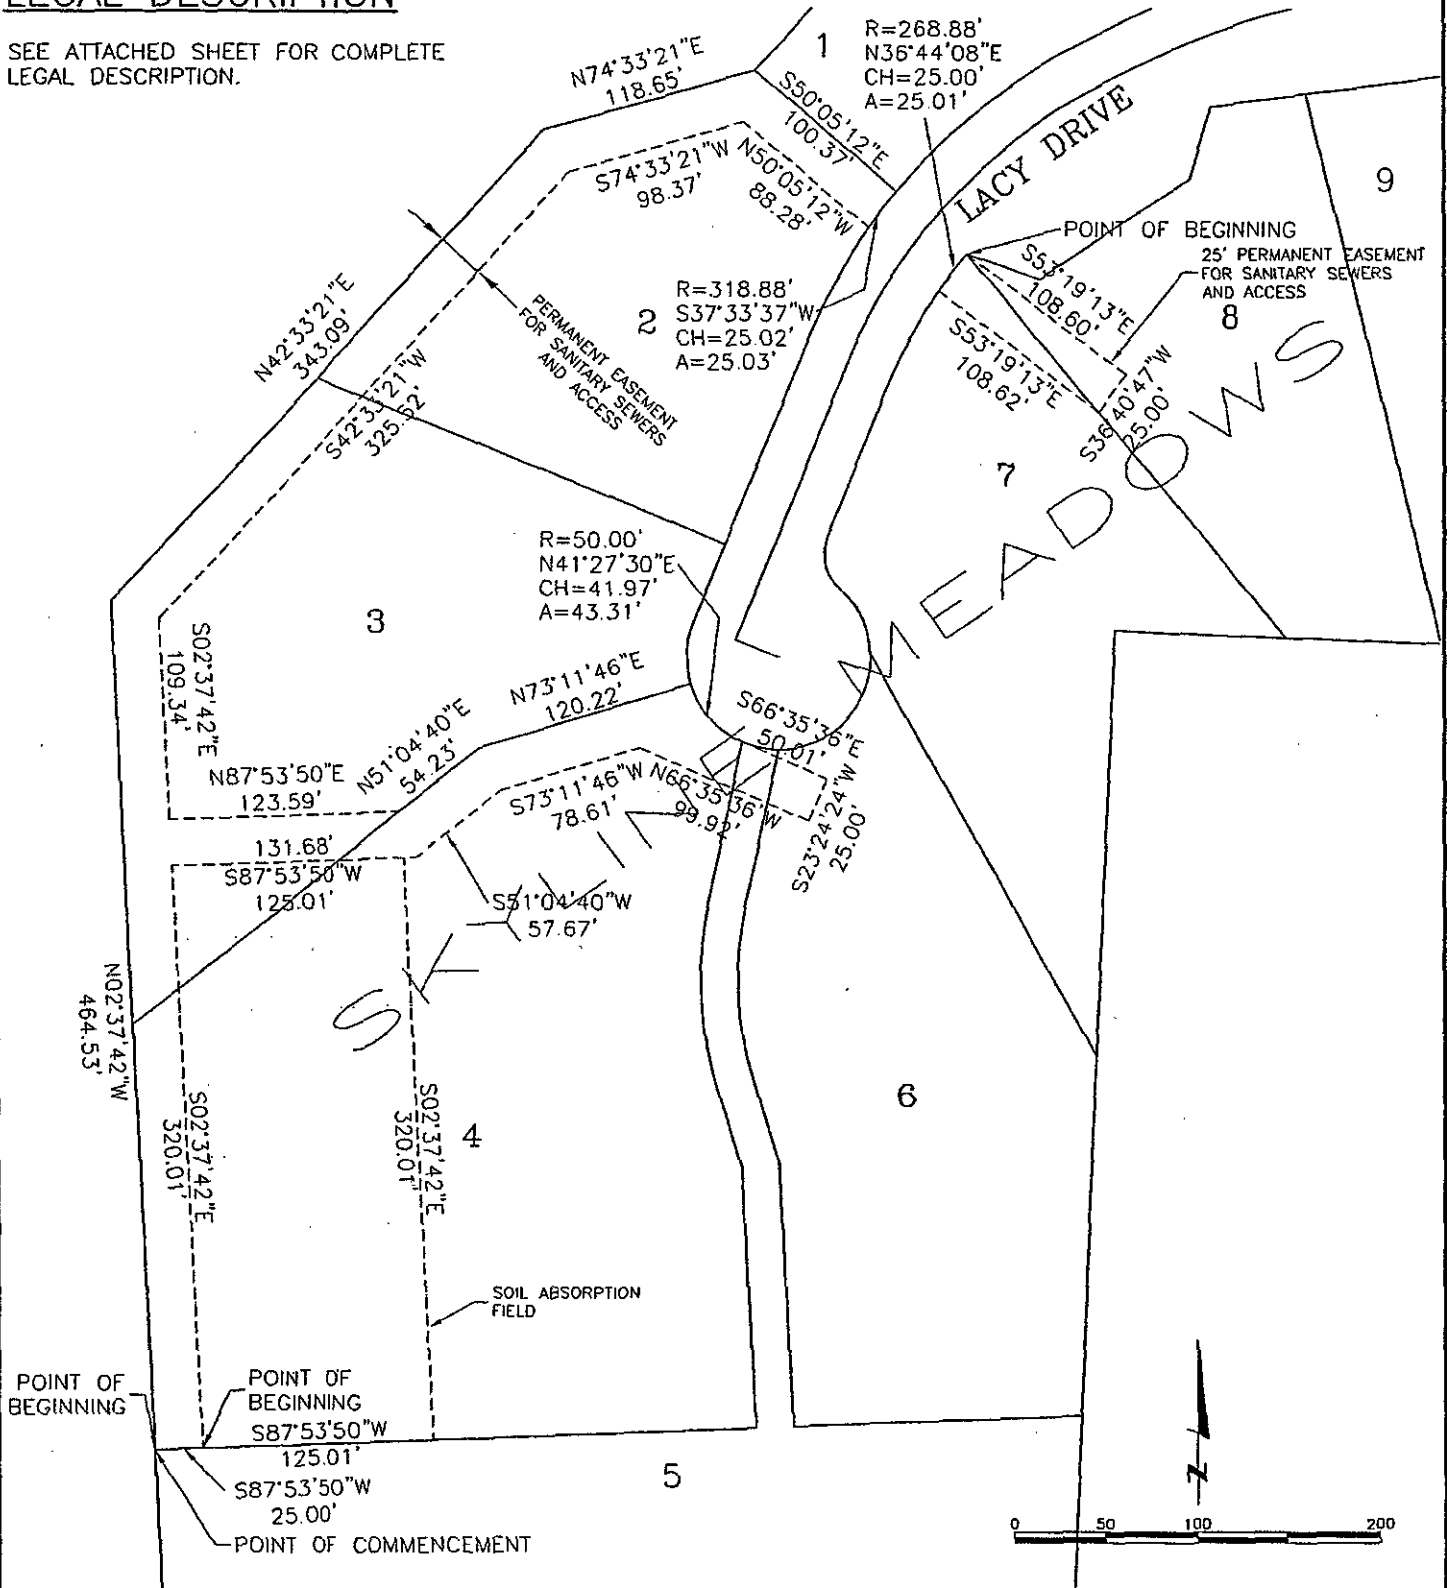 LEGAL DESCRIPTION
SEE ATTACHED SHEET FOR COMPLETE
LEGAL DESCRIPTION.
N74°33'21"E
118.65'
1
S50°05'12"E
100.37'
R=268.88'
N36°44'08"E
CH=25.00'
A=25.01'
LACY DRIVE
9
S74°33'21"W
98.37'
N50°05'12"W
88.28'
POINT OF BEGINNING
25' PERMANENT EASEMENT
FOR SANITARY SEWERS
AND ACCESS
S53°19'13"E
108.60'
8
N42°33'21"E
343.09'
PERMANENT EASEMENT
FOR SANITARY SEWERS
AND ACCESS
2
R=318.88'
S37°33'37"W
CH=25.02'
A=25.03'
S53°19'13"E
108.62'
S36°40'47"W
25.00'
S42°33'21"W
325.52'
7
R=50.00'
N41°27'30"E
CH=41.97'
A=43.31'
3
S02°37'42"E
109.34'
N73°11'46"E
120.22'
N51°04'40"E
54.23'
N87°53'50"E
123.59'
S66°35'36"E
50.01'
S73°11'46"W
78.61'
N66°35'36"W
99.92'
S23°24'24"W
25.00'
131.68'
S87°53'50"W
125.01'
S51°04'40"W
57.67'
SKYVIEW MEADOWS
N02°37'42"W
464.53'
S02°37'42"E
320.01'
S02°37'42"E
320.01'
4
6
SOIL ABSORPTION
FIELD
POINT OF
BEGINNING
POINT OF
BEGINNING
S87°53'50"W
125.01'
S87°53'50"W
25.00'
5
POINT OF COMMENCEMENT
N
0 50 100 200